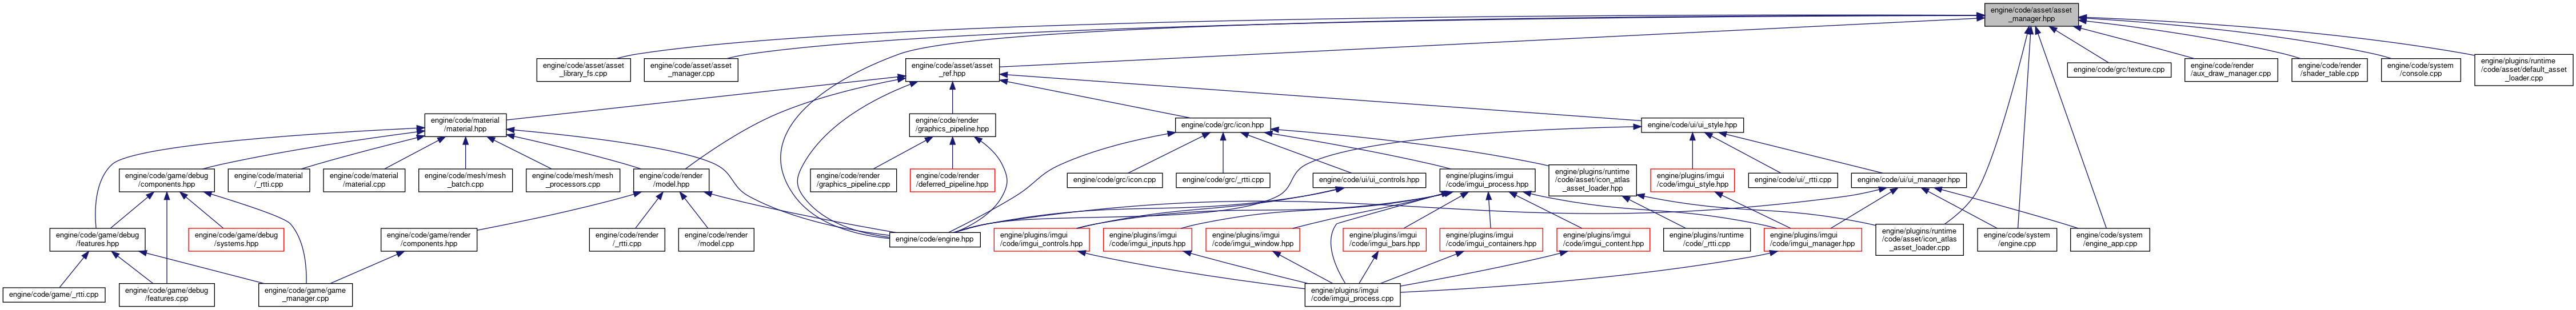 engine/code/asset/asset
_manager.hpp
engine/code/asset/asset
_library_fs.cpp
engine/code/asset/asset
_manager.cpp
engine/code/asset/asset
_ref.hpp
engine/code/grc/texture.cpp
engine/code/render
/aux_draw_manager.cpp
engine/code/render
/shader_table.cpp
engine/code/system
/console.cpp
engine/plugins/runtime
/code/asset/default_asset
_loader.cpp
engine/code/material
/material.hpp
engine/code/render
/graphics_pipeline.hpp
engine/code/grc/icon.hpp
engine/code/ui/ui_style.hpp
engine/code/game/debug
/components.hpp
engine/code/material
/_rtti.cpp
engine/code/material
/material.cpp
engine/code/mesh/mesh
_batch.cpp
engine/code/mesh/mesh
_processors.cpp
engine/code/render
/model.hpp
engine/code/render
/graphics_pipeline.cpp
engine/code/render
/deferred_pipeline.hpp
engine/code/grc/icon.cpp
engine/code/grc/_rtti.cpp
engine/code/ui/ui_controls.hpp
engine/plugins/imgui
/code/imgui_process.hpp
engine/plugins/runtime
/code/asset/icon_atlas
_asset_loader.hpp
engine/plugins/imgui
/code/imgui_style.hpp
engine/code/ui/_rtti.cpp
engine/code/ui/ui_manager.hpp
engine/code/game/debug
/features.hpp
engine/code/game/debug
/systems.hpp
engine/code/game/render
/components.hpp
engine/code/render
/_rtti.cpp
engine/code/render
/model.cpp
engine/code/engine.hpp
engine/plugins/imgui
/code/imgui_controls.hpp
engine/plugins/imgui
/code/imgui_inputs.hpp
engine/plugins/imgui
/code/imgui_window.hpp
engine/plugins/imgui
/code/imgui_bars.hpp
engine/plugins/imgui
/code/imgui_containers.hpp
engine/plugins/imgui
/code/imgui_content.hpp
engine/plugins/runtime
/code/_rtti.cpp
engine/plugins/imgui
/code/imgui_manager.hpp
engine/plugins/runtime
/code/asset/icon_atlas
_asset_loader.cpp
engine/code/system
/engine.cpp
engine/code/system
/engine_app.cpp
engine/code/game/_rtti.cpp
engine/code/game/debug
/features.cpp
engine/code/game/game
_manager.cpp
engine/plugins/imgui
/code/imgui_process.cpp